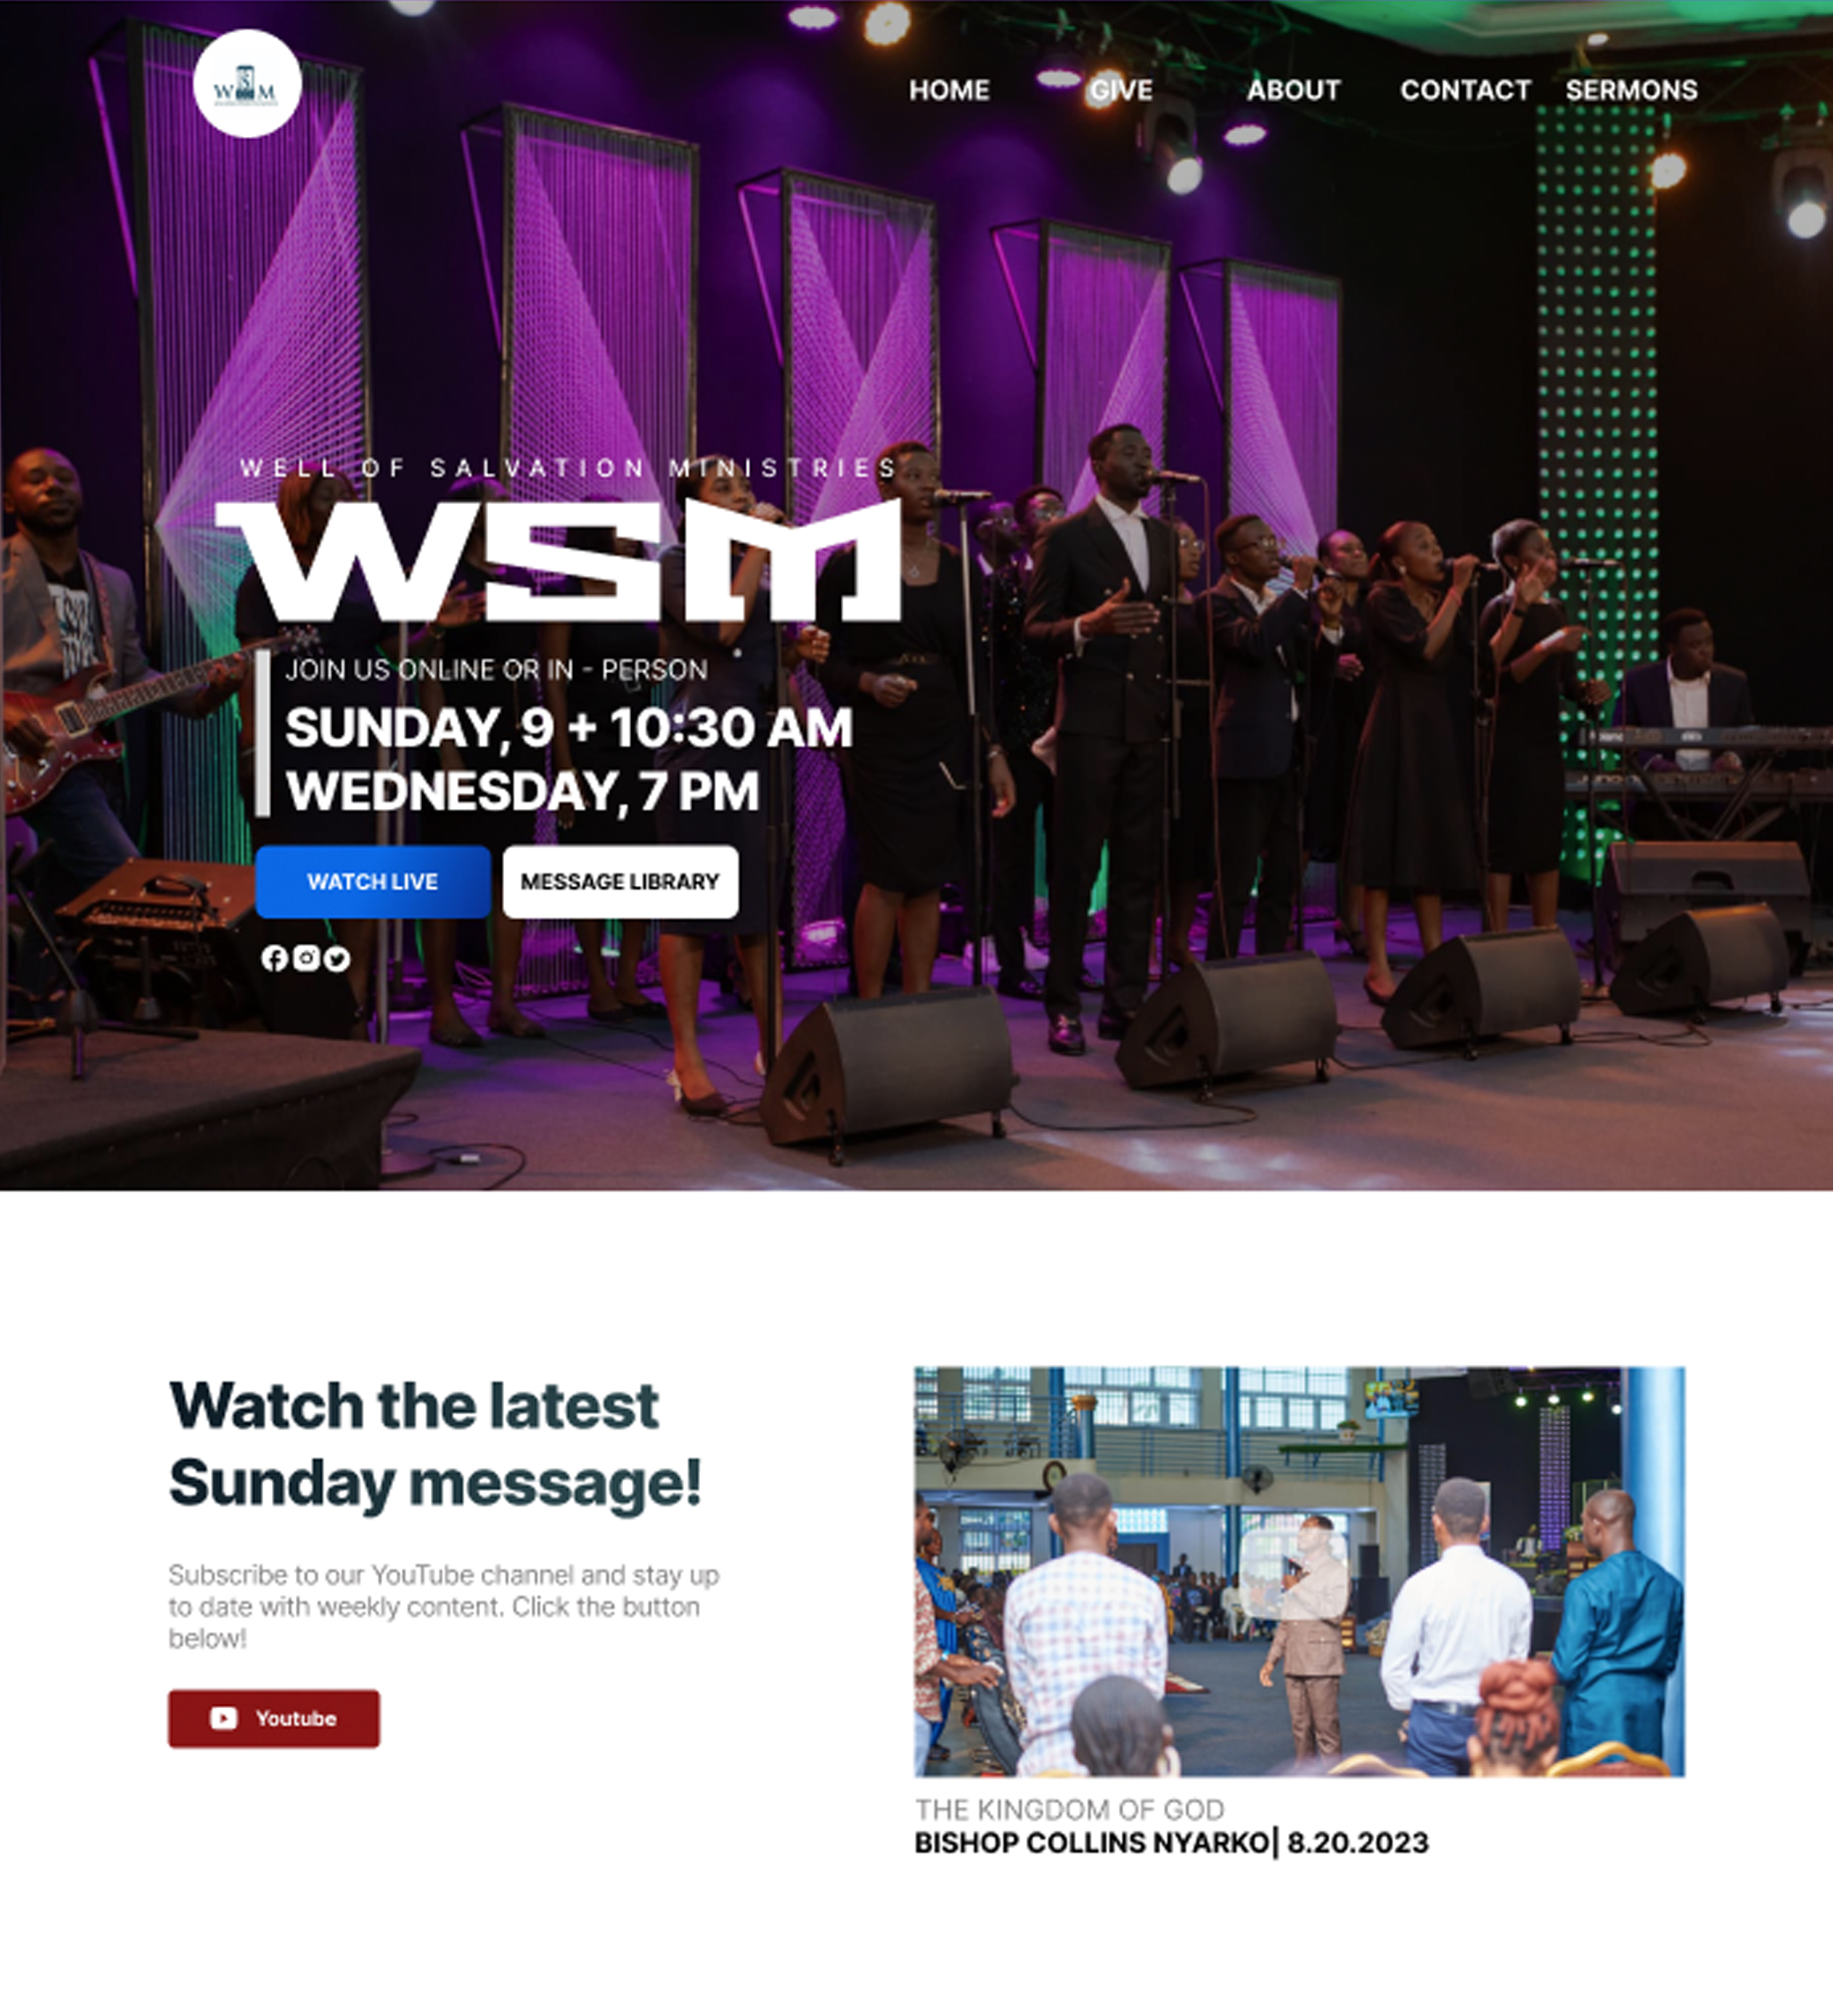 WSM
HOME GIVE ABOUT CONTACT SERMONS
WELL OF SALVATION MINISTRIES
WSM
JOIN US ONLINE OR IN - PERSON
SUNDAY, 9 + 10:30 AM
WEDNESDAY, 7 PM
WATCH LIVE MESSAGE LIBRARY
Watch the latest
Sunday message!
Subscribe to our YouTube channel and stay up
to date with weekly content. Click the button
below!
Youtube
THE KINGDOM OF GOD
BISHOP COLLINS NYARKO| 8.20.2023